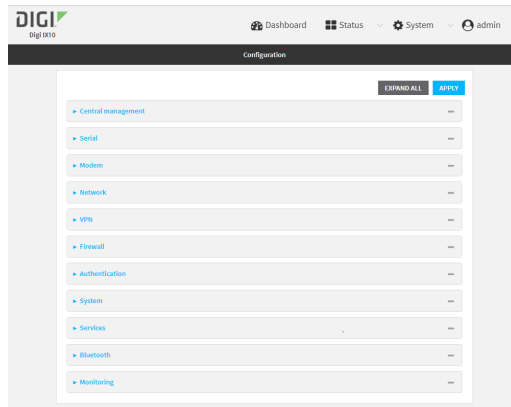 DIGI
Digi IX10
Dashboard Status System admin
Configuration
EXPAND ALL APPLY
Central management
Serial
Modem
Network
VPN
Firewall
Authentication
System
Services
Bluetooth
Monitoring